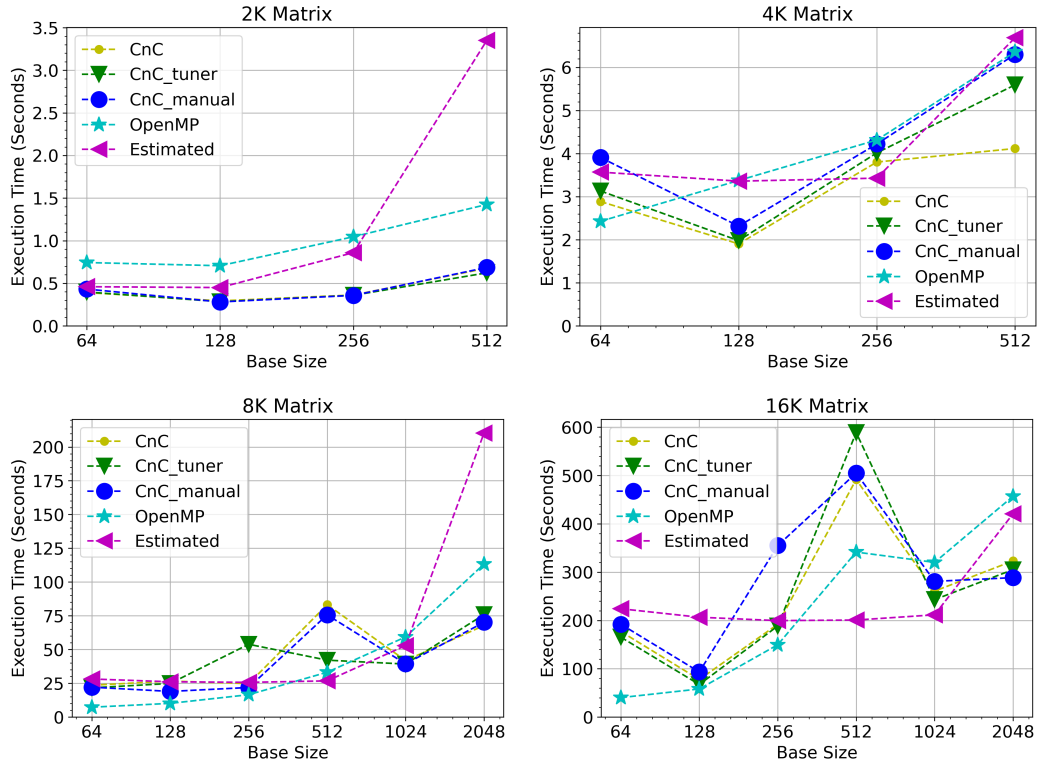 2K Matrix
Execution Time (Seconds)
3.5
3.0
2.5
2.0
1.5
1.0
0.5
0.0
CnC
CnC_tuner
CnC_manual
OpenMP
Estimated
64
128
256
512
Base Size
4K Matrix
Execution Time (Seconds)
6
5
4
3
2
1
0
CnC
CnC_tuner
CnC_manual
OpenMP
Estimated
64
128
256
512
Base Size
8K Matrix
Execution Time (Seconds)
200
175
150
125
100
75
50
25
0
CnC
CnC_tuner
CnC_manual
OpenMP
Estimated
64
128
256
512
1024
2048
Base Size
16K Matrix
Execution Time (Seconds)
600
500
400
300
200
100
0
CnC
CnC_tuner
CnC_manual
OpenMP
Estimated
64
128
256
512
1024
2048
Base Size